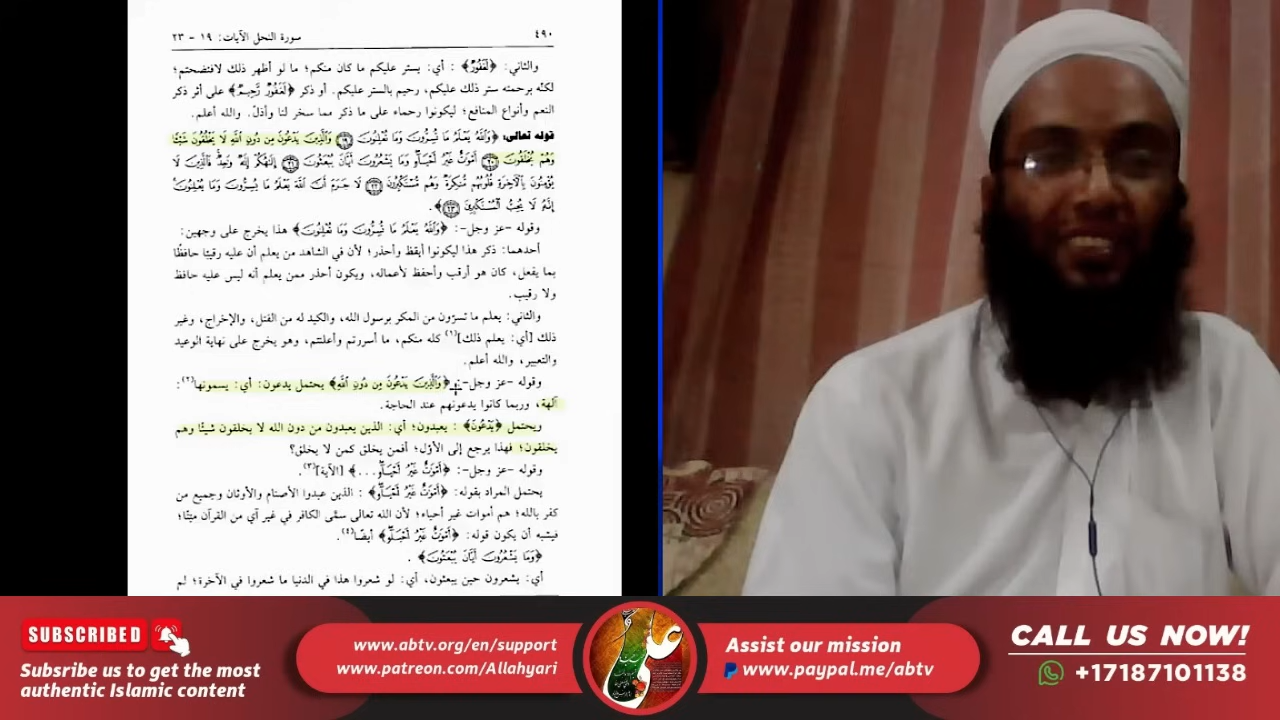 ٤٩٠
سورة النحل الآيات: ١٩ - ٢٣
والثاني: ﴿لَغَفُورٌ﴾ : أي: يستر عليكم ما كان منكم؛ ما لو أظهر ذلك لافتضحتم؛
لكنّه برحمته ستر ذلك عليكم، رحيم بالستر عليكم. أو ذكر ﴿لَغَفُورٌ رَّحِيمٌ﴾ على أثر ذكر
النعم وأنواع المنافع؛ ليكونوا رحماء على ما ذكر مما سخر لنا وأذلّ. والله أعلم.
قوله تعالى: ﴿وَاللَّهُ يَعْلَمُ مَا تُسِرُّونَ وَمَا تُعْلِنُونَ ١٩ وَالَّذِينَ يَدْعُونَ مِن دُونِ اللَّهِ لَا يَخْلُقُونَ شَيْئًا
وَهُمْ يُخْلَقُونَ ٢٠ أَمْوَاتٌ غَيْرُ أَحْيَاءٍ وَمَا يَشْعُرُونَ أَيَّانَ يُبْعَثُونَ ٢١ إِلَٰهُكُمْ إِلَٰهٌ وَاحِدٌ فَالَّذِينَ لَا
يُؤْمِنُونَ بِالْآخِرَةِ قُلُوبُهُم مُّنكِرَةٌ وَهُم مُّسْتَكْبِرُونَ ٢٢ لَا جَرَمَ أَنَّ اللَّهَ يَعْلَمُ مَا يُسِرُّونَ وَمَا يُعْلِنُونَ
إِنَّهُ لَا يُحِبُّ الْمُسْتَكْبِرِينَ ٢٣﴾.
وقوله -عز وجل-: ﴿وَاللَّهُ يَعْلَمُ مَا تُسِرُّونَ وَمَا تُعْلِنُونَ﴾ هذا يخرج على وجهين:
أحدهما: ذكر هذا ليكونوا أيقظ وأحذر؛ لأن في الشاهد من يعلم أن عليه رقيبًا حافظًا
بما يفعل، كان هو أرقب وأحفظ لأعماله، ويكون أحذر ممن يعلم أنه ليس عليه حافظ
ولا رقيب.
والثاني: يعلم ما تسرّون من المكر برسول الله، والكيد له من القتل، والإخراج، وغير
ذلك [أي: يعلم ذلك](١) كله منكم، ما أسررتم وأعلنتم، وهو يخرج على نهاية الوعيد
والتعيير، والله أعلم.
وقوله -عز وجل-: ﴿وَالَّذِينَ يَدْعُونَ مِن دُونِ اللَّهِ﴾ يحتمل يدعون: أي: يسمونها(٢):
آلهة، وربما كانوا يدعونهم عند الحاجة.
ويحتمل ﴿يَدْعُونَ﴾ : يعبدون؛ أي: الذين يعبدون من دون الله لا يخلقون شيئًا وهم
يخلقون؛ فهذا يرجع إلى الأوّل؛ أفمن يخلق كمن لا يخلق؟
وقوله -عز وجل-: ﴿أَمْوَاتٌ غَيْرُ أَحْيَاءٍ ...﴾ [الآية](٣).
يحتمل المراد بقوله: ﴿أَمْوَاتٌ غَيْرُ أَحْيَاءٍ﴾ : الذين عبدوا الأصنام والأوثان وجميع من
كفر بالله؛ هم أموات غير أحياء؛ لأن الله تعالى سمّى الكافر في غير آي من القرآن ميتًا؛
فيشبه أن يكون قوله: ﴿أَمْوَاتٌ غَيْرُ أَحْيَاءٍ﴾ أيضًا(٤).
﴿وَمَا يَشْعُرُونَ أَيَّانَ يُبْعَثُونَ﴾ .
أي: يشعرون حين يبعثون، أي: لو شعروا هذا في الدنيا ما شعروا في الآخرة؛ لم
SUBSCRIBED
Subsribe us to get the most
authentic Islamic content
www.abtv.org/en/support
www.patreon.com/Allahyari
Assist our mission
www.paypal.me/abtv
CALL US NOW!
+17187101138